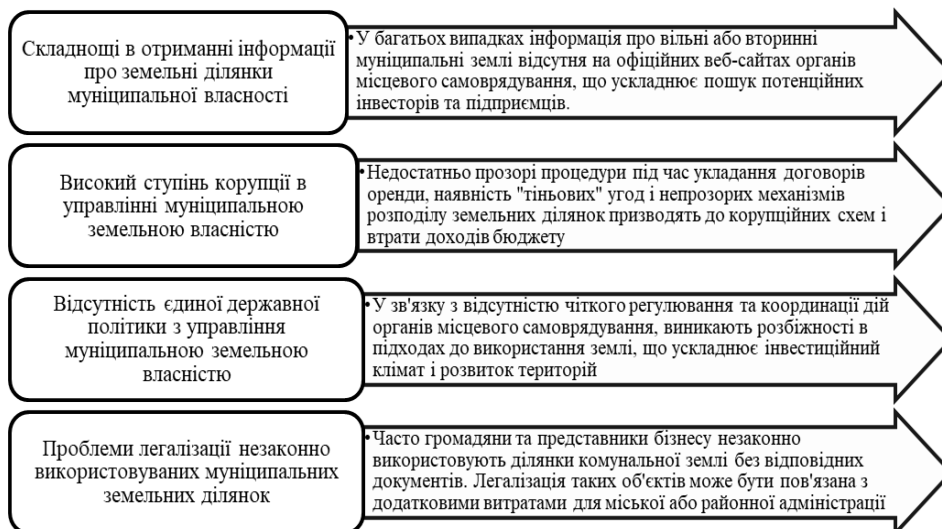 Складнощі в отриманні інформації
про земельні ділянки
муніципальної власності
•У багатьох випадках інформація про вільні або вторинні
муніципальні землі відсутня на офіційних веб-сайтах органів
місцевого самоврядування, що ускладнює пошук потенційних
інвесторів та підприємців.
Високий ступінь корупції в
управлінні муніципальною
земельною власністю
•Недостатньо прозорі процедури під час укладання договорів
оренди, наявність "тіньових" угод і непрозорих механізмів
розподілу земельних ділянок призводять до корупційних схем і
втрати доходів бюджету
Відсутність єдиної державної
політики з управління
муніципальною земельною
власністю
•У зв'язку з відсутністю чіткого регулювання та координації дій
органів місцевого самоврядування, виникають розбіжності в
підходах до використання землі, що ускладнює інвестиційний
клімат і розвиток територій
Проблеми легалізації незаконно
використовуваних муніципальних
земельних ділянок
•Часто громадяни та представники бізнесу незаконно
використовують ділянки комунальної землі без відповідних
документів. Легалізація таких об'єктів може бути пов'язана з
додатковими витратами для міської або районної адміністрації